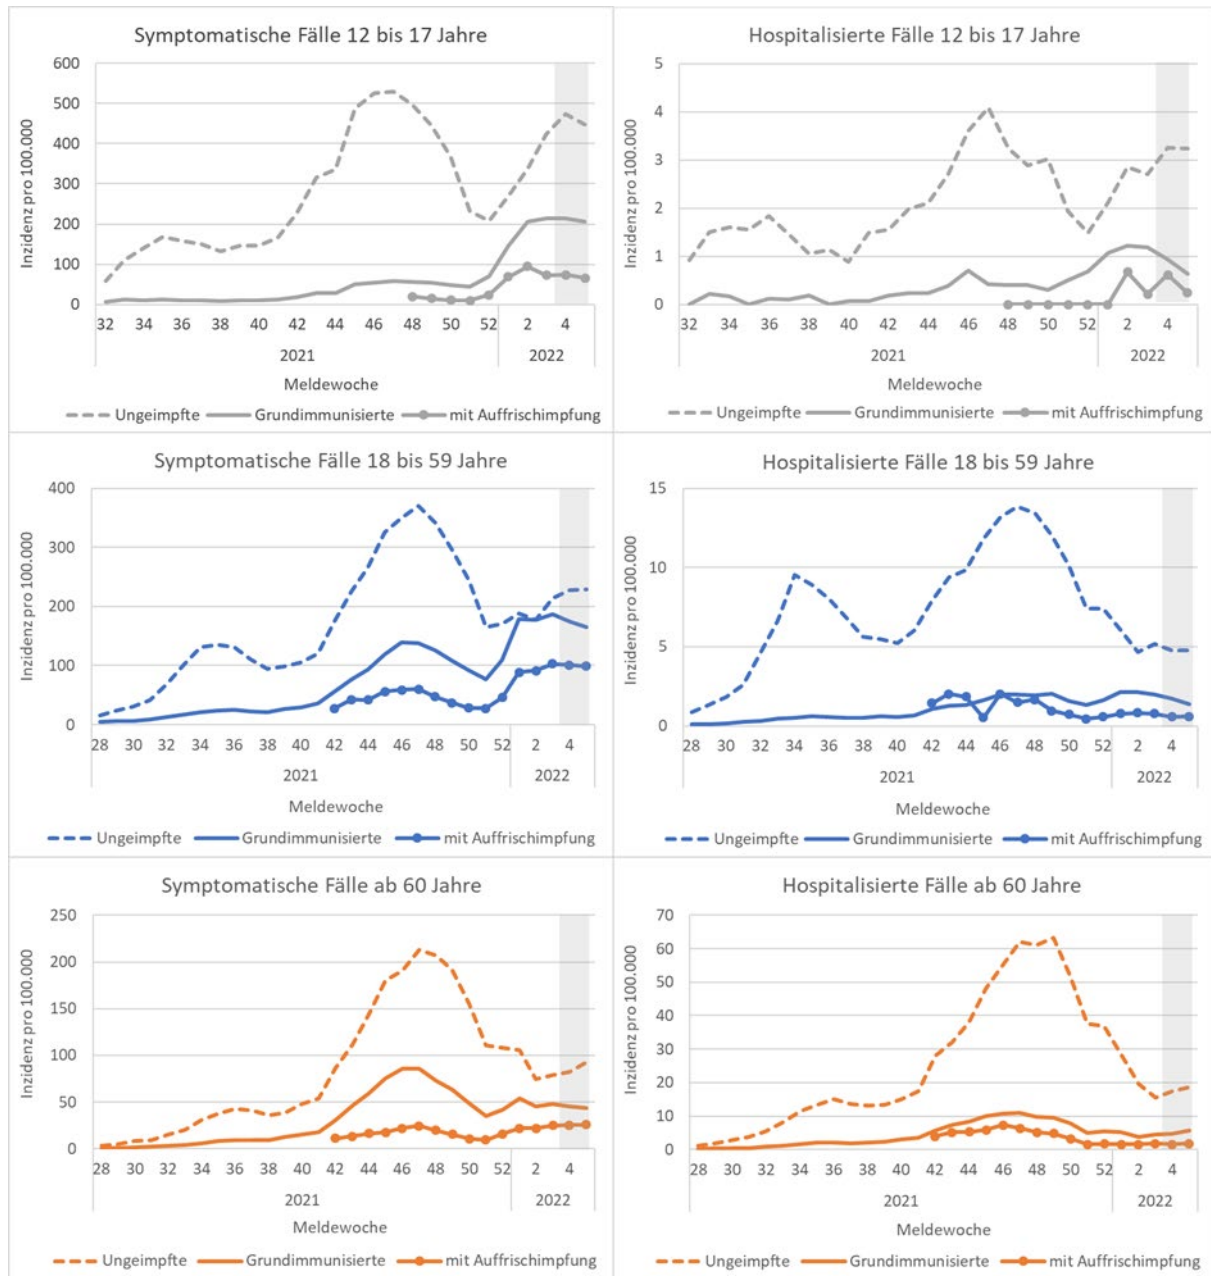 Symptomatische Fälle 12 bis 17 Jahre
600
500
400
300
200
100
0
Inzidenz pro 100.000
32 34 36 38 40 42 44 46 48 50 52 2 4
2021 2022
Meldewoche
Ungeimpfte Grundimmunisierte mit Auffrischimpfung
Hospitalisierte Fälle 12 bis 17 Jahre
5
4
3
2
1
0
Inzidenz pro 100.000
32 34 36 38 40 42 44 46 48 50 52 2 4
2021 2022
Meldewoche
Ungeimpfte Grundimmunisierte mit Auffrischimpfung
Symptomatische Fälle 18 bis 59 Jahre
400
300
200
100
0
Inzidenz pro 100.000
28 30 32 34 36 38 40 42 44 46 48 50 52 2 4
2021 2022
Meldewoche
Ungeimpfte Grundimmunisierte mit Auffrischimpfung
Hospitalisierte Fälle 18 bis 59 Jahre
15
10
5
0
Inzidenz pro 100.000
28 30 32 34 36 38 40 42 44 46 48 50 52 2 4
2021 2022
Meldewoche
Ungeimpfte Grundimmunisierte mit Auffrischimpfung
Symptomatische Fälle ab 60 Jahre
250
200
150
100
50
0
Inzidenz pro 100.000
28 30 32 34 36 38 40 42 44 46 48 50 52 2 4
2021 2022
Meldewoche
Ungeimpfte Grundimmunisierte mit Auffrischimpfung
Hospitalisierte Fälle ab 60 Jahre
70
60
50
40
30
20
10
0
Inzidenz pro 100.000
28 30 32 34 36 38 40 42 44 46 48 50 52 2 4
2021 2022
Meldewoche
Ungeimpfte Grundimmunisierte mit Auffrischimpfung